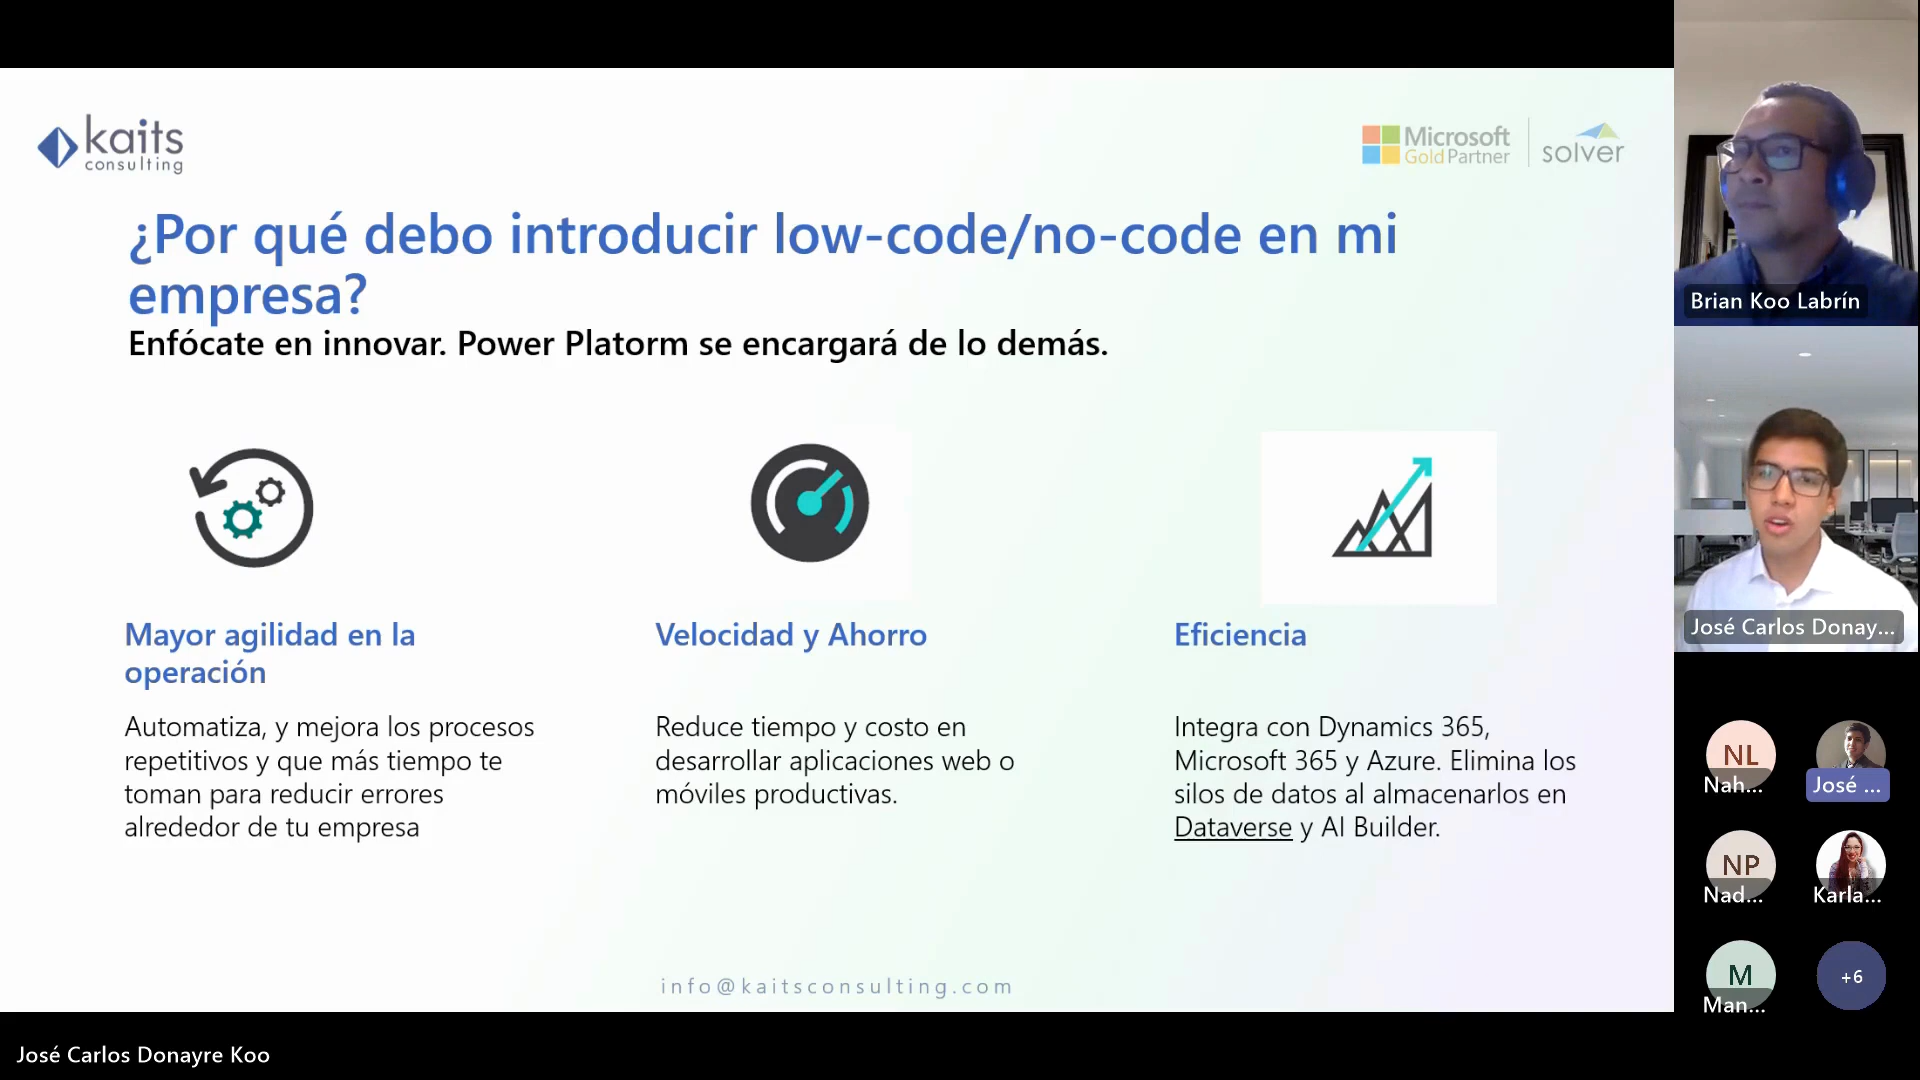 kaits
consulting
Microsoft
Gold Partner
solver
¿Por qué debo introducir low-code/no-code en mi
empresa?
Enfócate en innovar. Power Platorm se encargará de lo demás.
Mayor agilidad en la
operación
Automatiza, y mejora los procesos
repetitivos y que más tiempo te
toman para reducir errores
alrededor de tu empresa
Velocidad y Ahorro
Reduce tiempo y costo en
desarrollar aplicaciones web o
móviles productivas.
Eficiencia
Integra con Dynamics 365,
Microsoft 365 y Azure. Elimina los
silos de datos al almacenarlos en
Dataverse y AI Builder.
info@kaitsconsulting.com
José Carlos Donayre Koo
Brian Koo Labrín
José Carlos Donay...
NL
Nah...
José ...
NP
Nad...
Karla...
M
Man...
+6